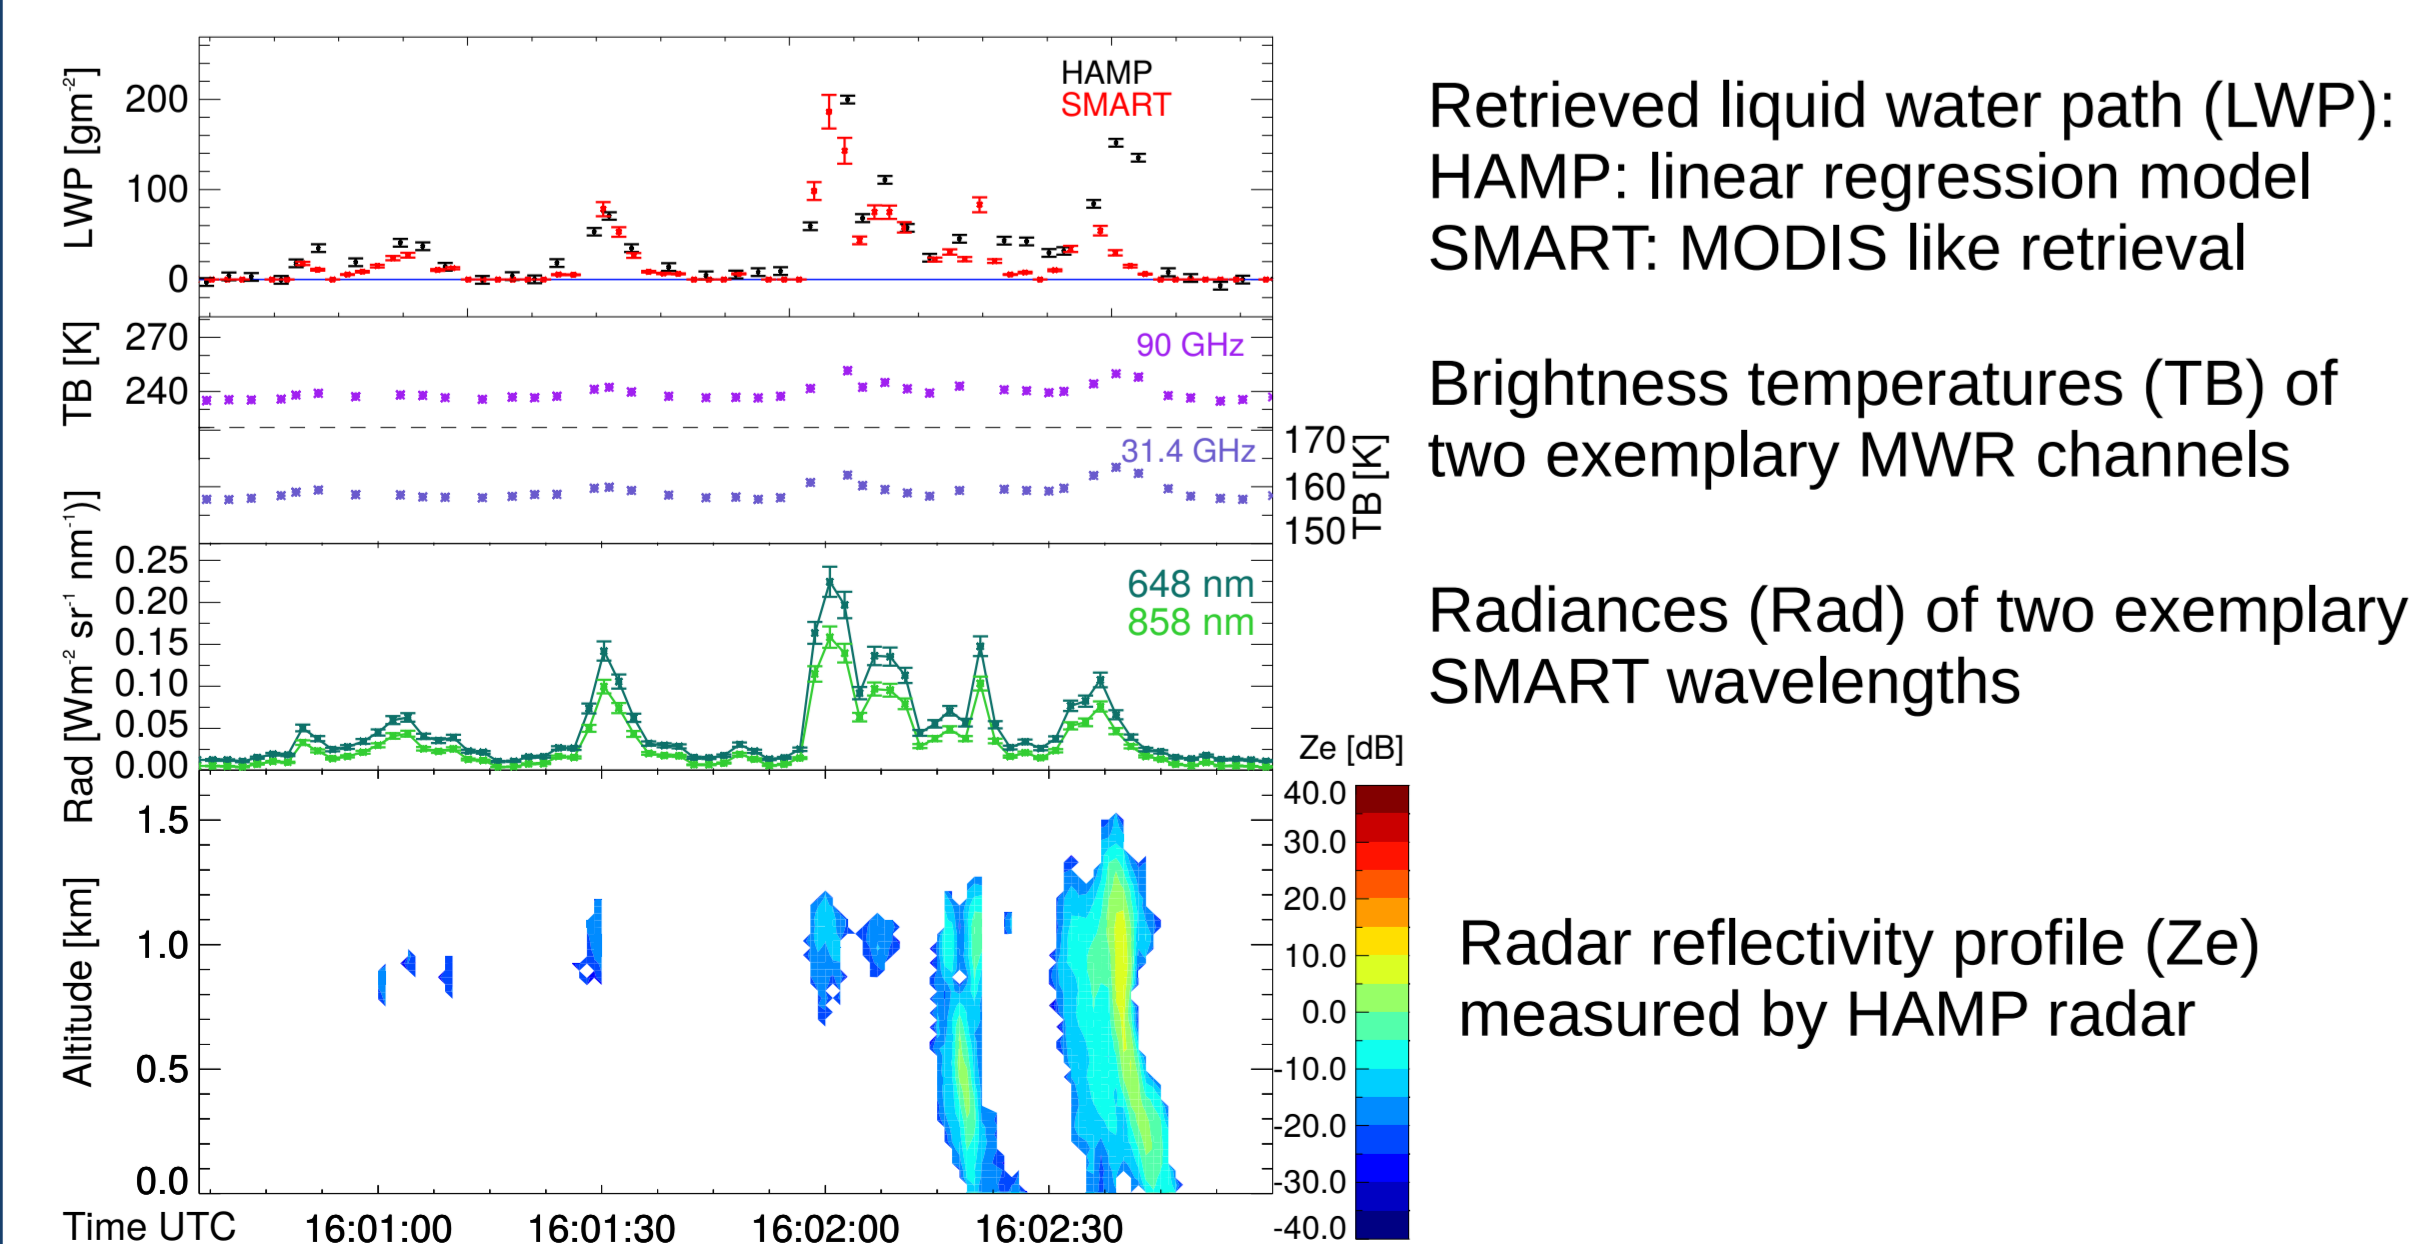 LWP [gm-2]
200
100
0
HAMP
SMART
Retrieved liquid water path (LWP):
HAMP: linear regression model
SMART: MODIS like retrieval
TB [K]
270
240
90 GHz
31.4 GHz
170
160
150
TB [K]
Brightness temperatures (TB) of
two exemplary MWR channels
Rad [Wm-2 sr-1 nm-1)]
0.25
0.20
0.15
0.10
0.05
0.00
648 nm
858 nm
Radiances (Rad) of two exemplary
SMART wavelengths
Altitude [km]
1.5
1.0
0.5
0.0
Ze [dB]
40.0
30.0
20.0
10.0
0.0
-10.0
-20.0
-30.0
-40.0
Radar reflectivity profile (Ze)
measured by HAMP radar
Time UTC 16:01:00 16:01:30 16:02:00 16:02:30